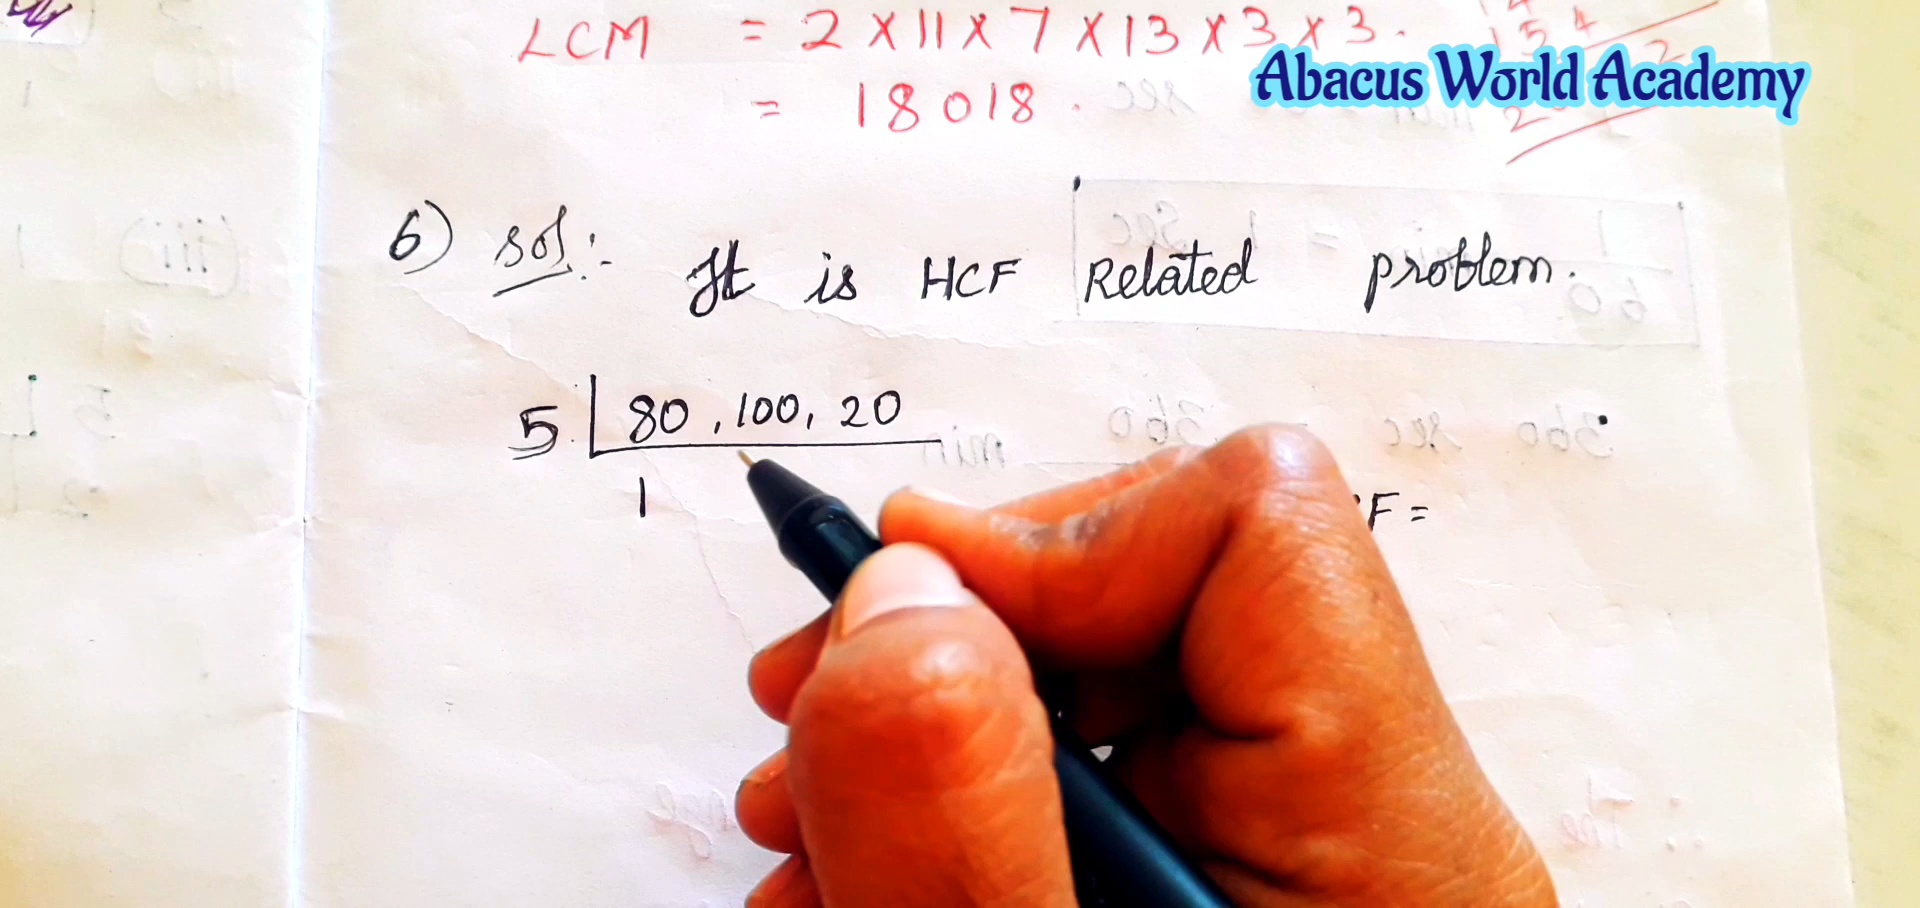 LCM = 2 X 11 X 7 X 13 X 3 X 3.
= 18018.
Abacus World Academy
6) Sol:- It is HCF Related problem.
5 80, 100, 20
1
F =